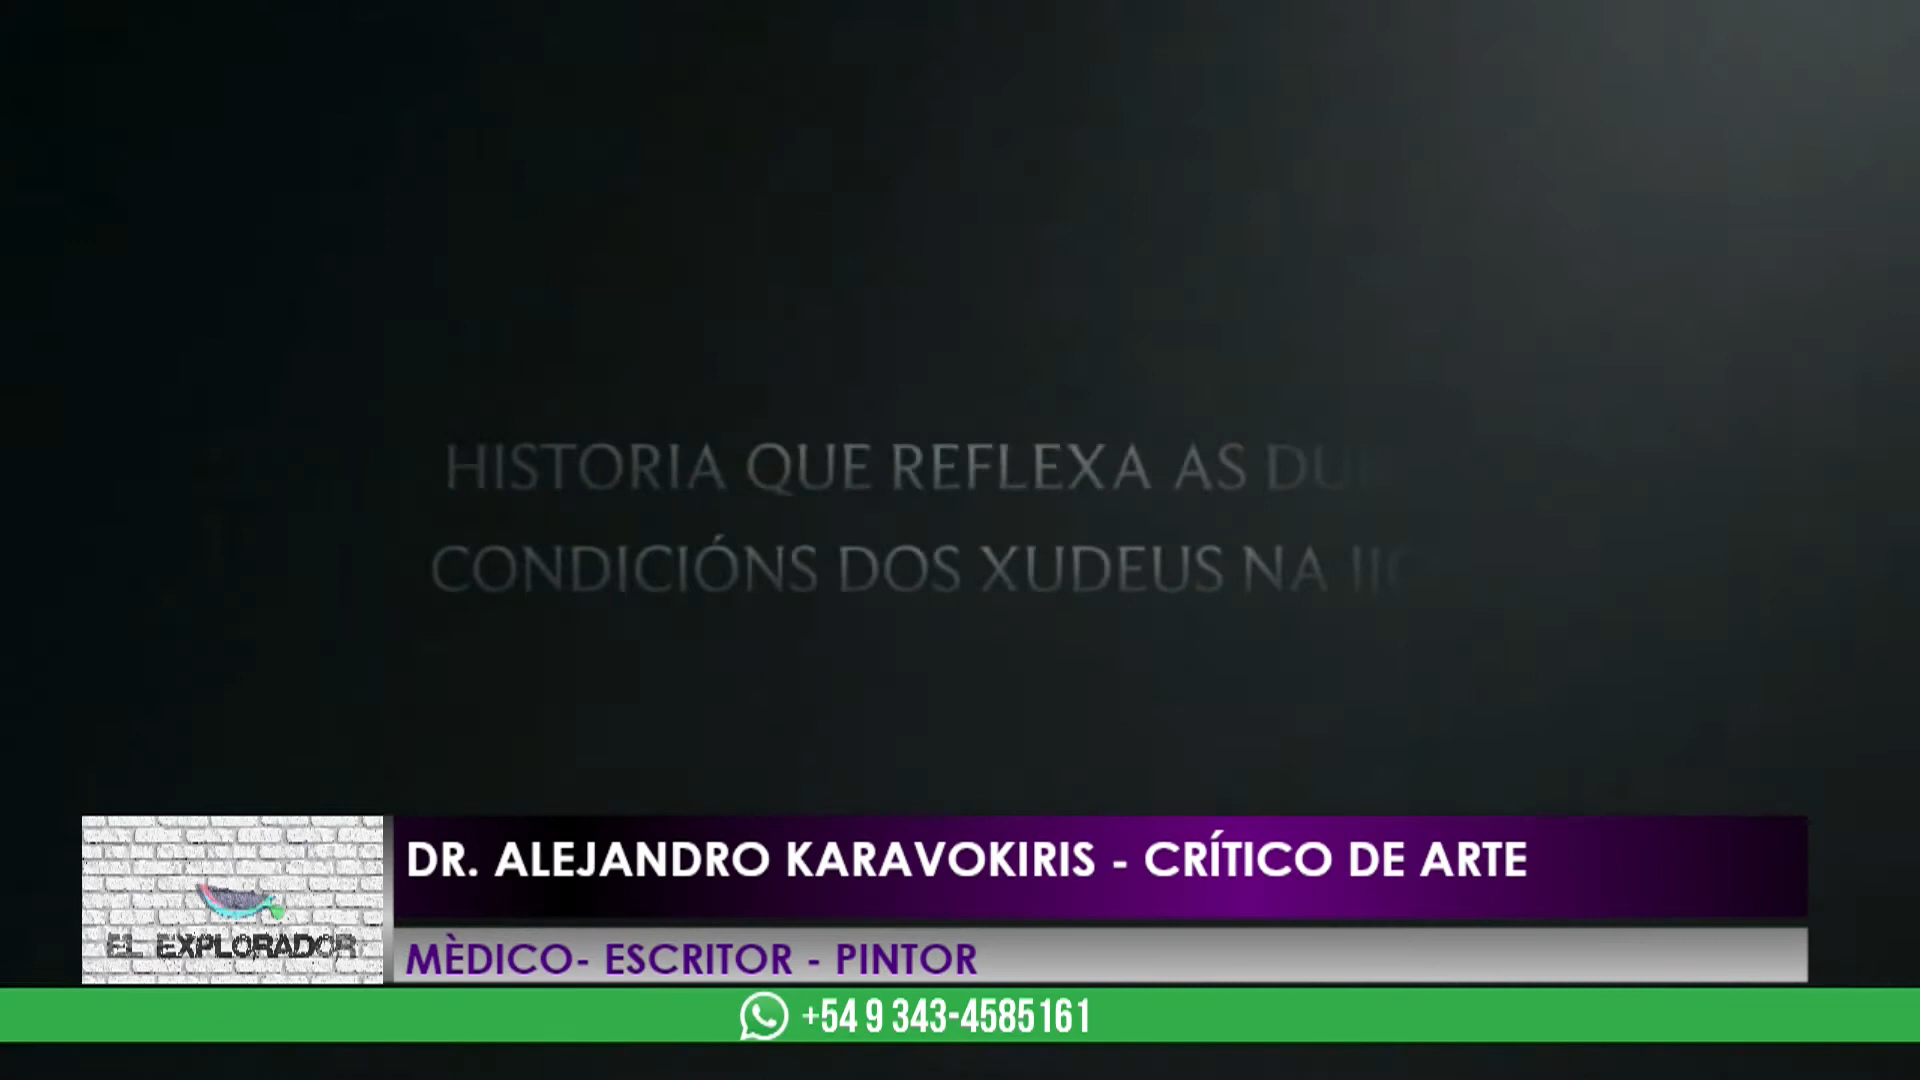 HISTORIA QUE REFLEXA AS
CONDICIÓNS DOS XUDEUS NA
DR. ALEJANDRO KARAVOKIRIS - CRÍTICO DE ARTE
EL EXPLORADOR
MÈDICO- ESCRITOR - PINTOR
+54 9 343-4585161